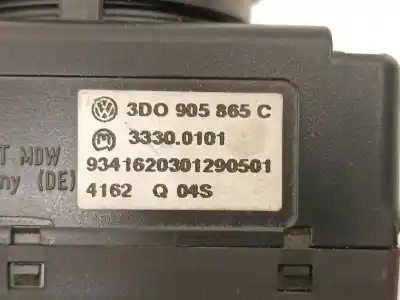 3D0 905 865 C
3330.0101
9341620301290501
4162 Q 04S
T MDW
ny (DE)